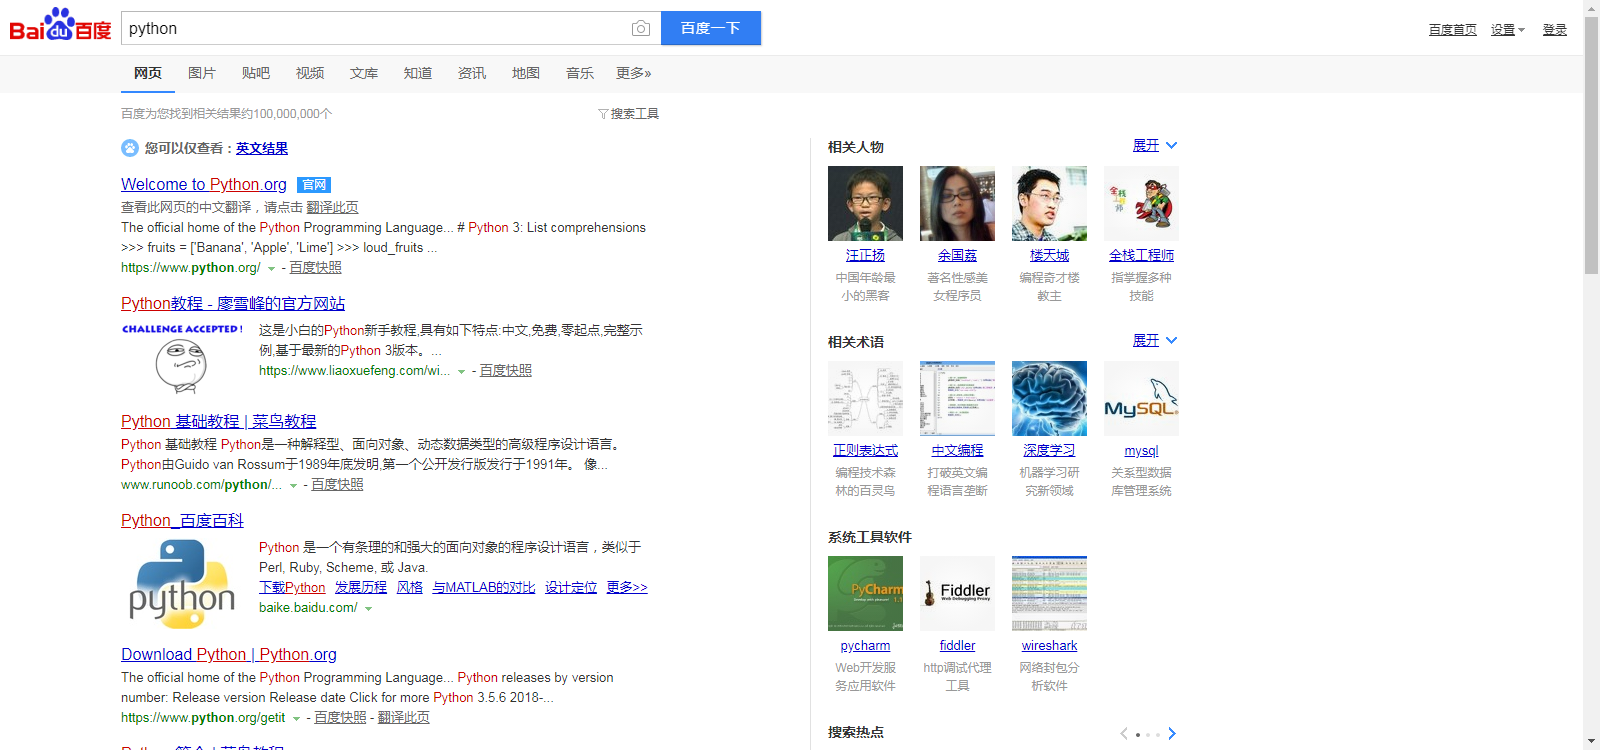 Bai du 百度
python
百度一下
百度首页 设置 登录
网页 图片 贴吧 视频 文库 知道 资讯 地图 音乐 更多»
百度为您找到相关结果约100,000,000个
搜索工具
您可以仅查看：英文结果
Welcome to Python.org 官网
查看此网页的中文翻译，请点击 翻译此页
The official home of the Python Programming Language... # Python 3: List comprehensions
>>> fruits = ['Banana', 'Apple', 'Lime'] >>> loud_fruits ...
https://www.python.org/ - 百度快照
Python教程 - 廖雪峰的官方网站
CHALLENGE ACCEPTED!
这是小白的Python新手教程,具有如下特点:中文,免费,零起点,完整示
例,基于最新的Python 3版本。...
https://www.liaoxuefeng.com/wi... - 百度快照
Python 基础教程 | 菜鸟教程
Python 基础教程 Python是一种解释型、面向对象、动态数据类型的高级程序设计语言。
Python由Guido van Rossum于1989年底发明,第一个公开发行版发行于1991年。 像...
www.runoob.com/python/... - 百度快照
Python_百度百科
python
Python 是一个有条理的和强大的面向对象的程序设计语言，类似于
Perl, Ruby, Scheme, 或 Java.
下载Python 发展历程 风格 与MATLAB的对比 设计定位 更多>>
baike.baidu.com/
Download Python | Python.org
The official home of the Python Programming Language... Python releases by version
number: Release version Release date Click for more Python 3.5.6 2018-...
https://www.python.org/getit - 百度快照 - 翻译此页
Python 简介 | 菜鸟教程
相关人物 展开
全栈工程师
汪正扬 余国荔 楼天城 全栈工程师
中国年龄最 著名性感美 编程奇才楼 指掌握多种
小的黑客 女程序员 教主 技能
相关术语 展开
MySQL
正则表达式 中文编程 深度学习 mysql
编程技术森 打破英文编 机器学习研 关系型数据
林的百灵鸟 程语言垄断 究新领域 库管理系统
系统工具软件
PyCharm
Fiddler
Web Debugging Proxy
pycharm fiddler wireshark
Web开发服 http调试代理 网络封包分
务应用软件 工具 析软件
搜索热点